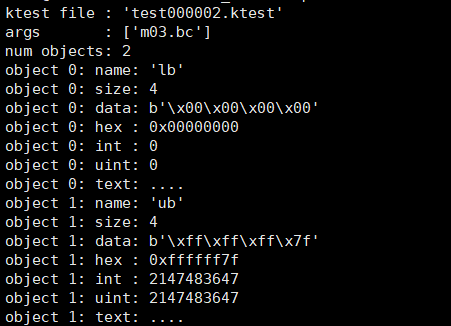 ktest file : 'test000002.ktest'
args       : ['m03.bc']
num objects: 2
object 0: name: 'lb'
object 0: size: 4
object 0: data: b'\x00\x00\x00\x00'
object 0: hex : 0x00000000
object 0: int : 0
object 0: uint: 0
object 0: text: ....
object 1: name: 'ub'
object 1: size: 4
object 1: data: b'\xff\xff\xff\x7f'
object 1: hex : 0xffffff7f
object 1: int : 2147483647
object 1: uint: 2147483647
object 1: text: ....